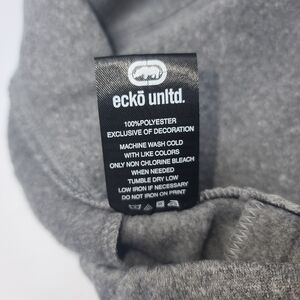 eckō unltd.
100%POLYESTER
EXCLUSIVE OF DECORATION
MACHINE WASH COLD
WITH LIKE COLORS
ONLY NON CHLORINE BLEACH
WHEN NEEDED
TUMBLE DRY LOW
LOW IRON IF NECESSARY
DO NOT IRON ON PRINT